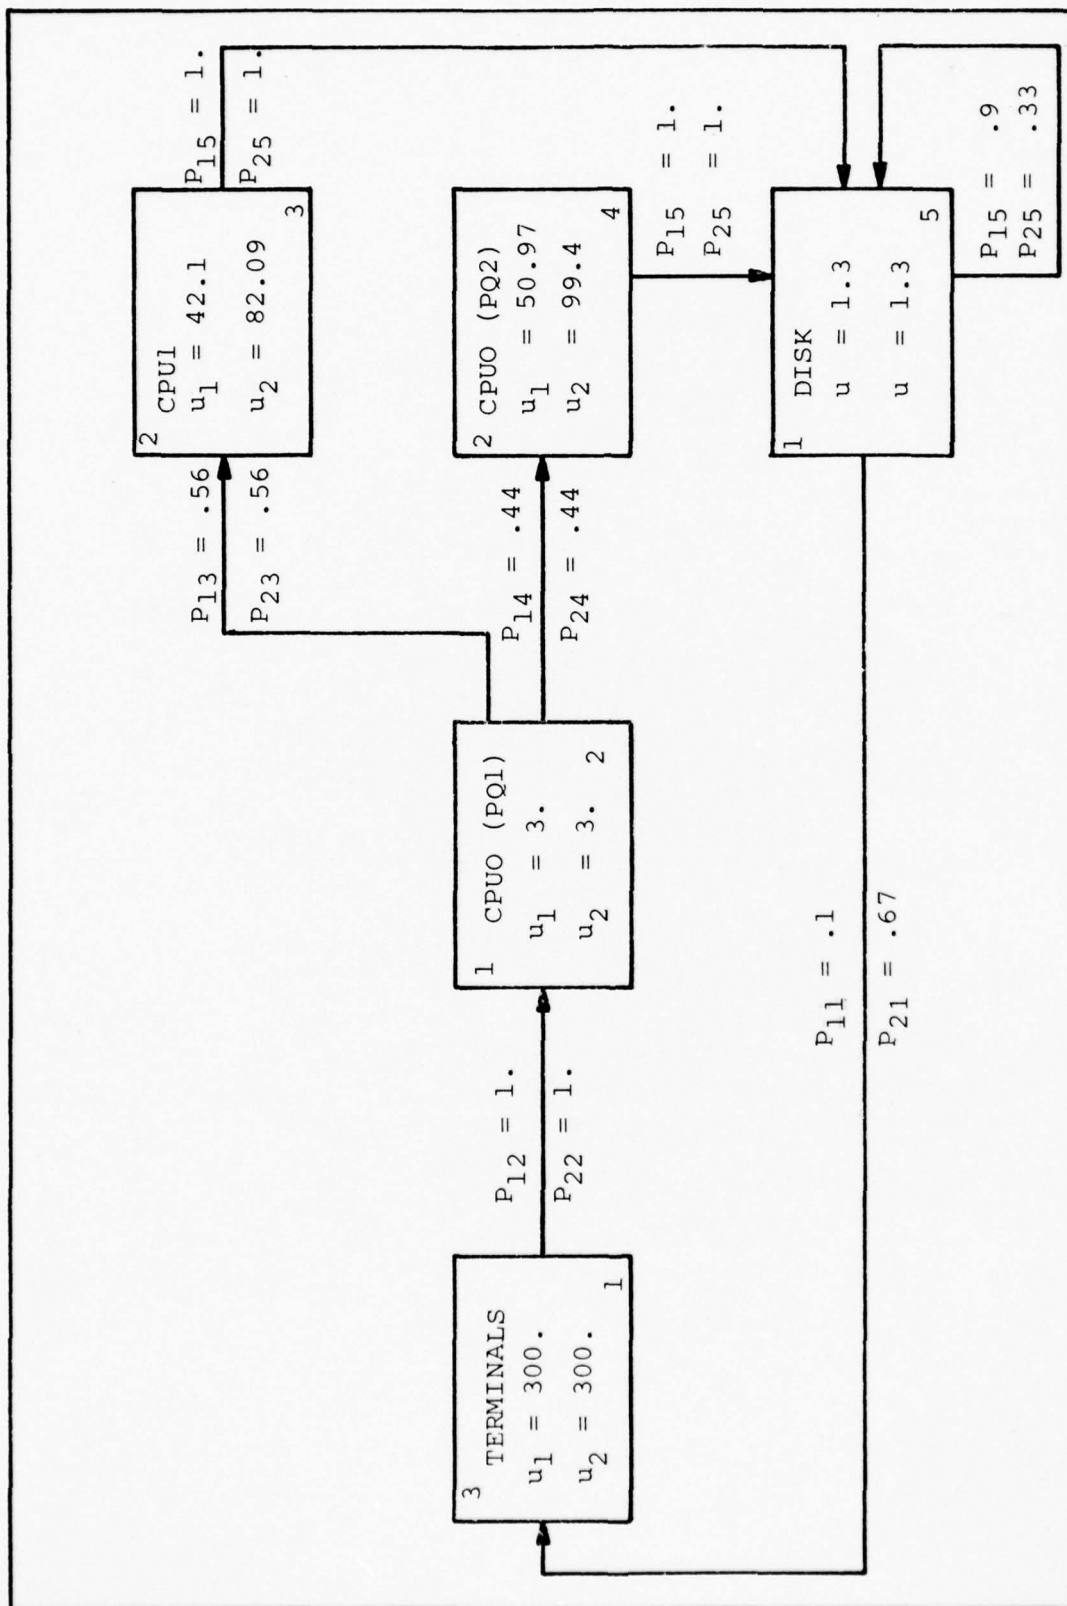 3
TERMINALS
u1 = 300.
u2 = 300.
1
P12 = 1.
P22 = 1.
1
CPUO (PQ1)
u1 = 3.
u2 = 3.
2
P13 = .56
P23 = .56
P14 = .44
P24 = .44
2
CPU1
u1 = 42.1
u2 = 82.09
3
P15 = 1.
P25 = 1.
2 CPUO (PQ2)
u1 = 50.97
u2 = 99.4
4
P15 = 1.
P25 = 1.
1
DISK
u = 1.3
u = 1.3
5
P15 = .9
P25 = .33
P11 = .1
P21 = .67